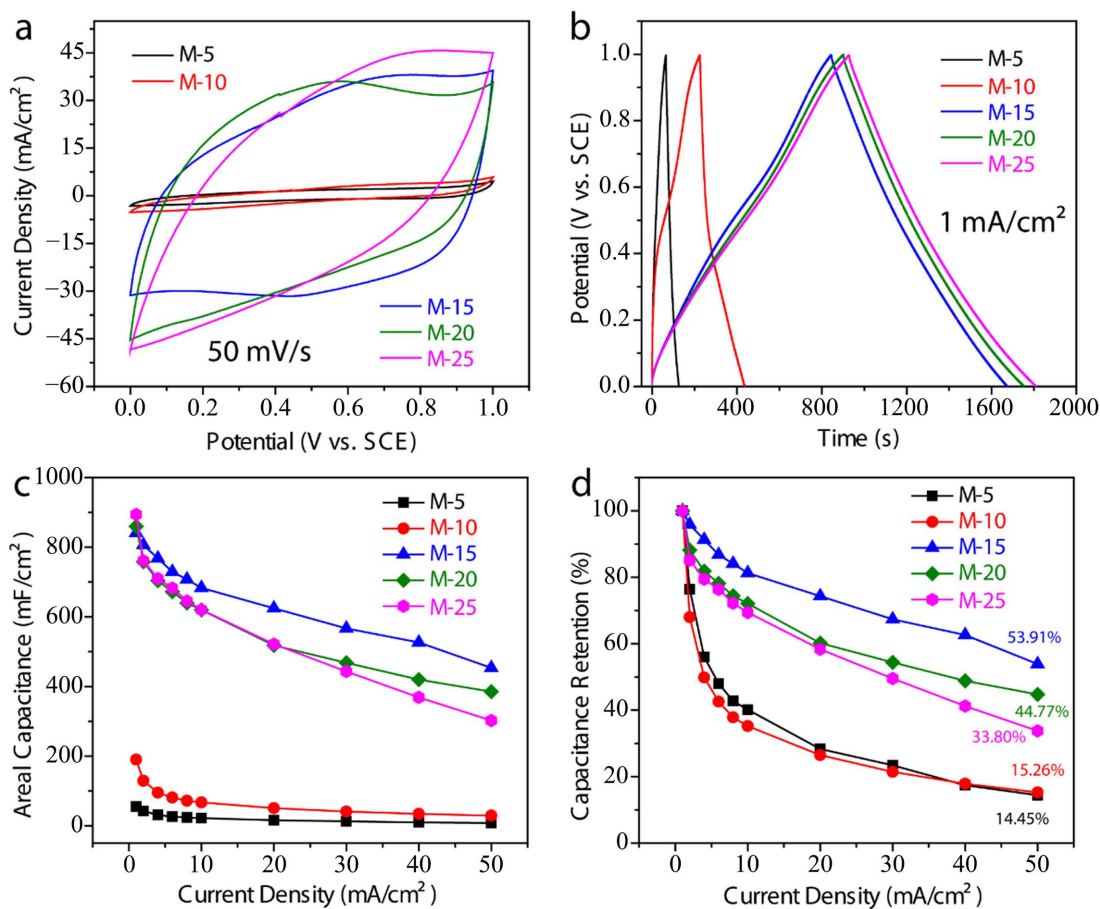 a
M-5
M-10
45
30
15
0
−15
−30
−45
−60
Current Density (mA/cm²)
M-15
M-20
M-25
50 mV/s
0.0 0.2 0.4 0.6 0.8 1.0
Potential (V vs. SCE)
b
M-5
M-10
M-15
M-20
M-25
1 mA/cm²
1.0
0.8
0.6
0.4
0.2
0.0
Potential (V vs. SCE)
0 400 800 1200 1600 2000
Time (s)
c
M-5
M-10
M-15
M-20
M-25
1000
800
600
400
200
0
Areal Capacitance (mF/cm²)
0 10 20 30 40 50
Current Density (mA/cm²)
d
M-5
M-10
M-15
M-20
M-25
100
80
60
40
20
0
Capacitance Retention (%)
53.91%
44.77%
33.80%
15.26%
14.45%
0 10 20 30 40 50
Current Density (mA/cm²)